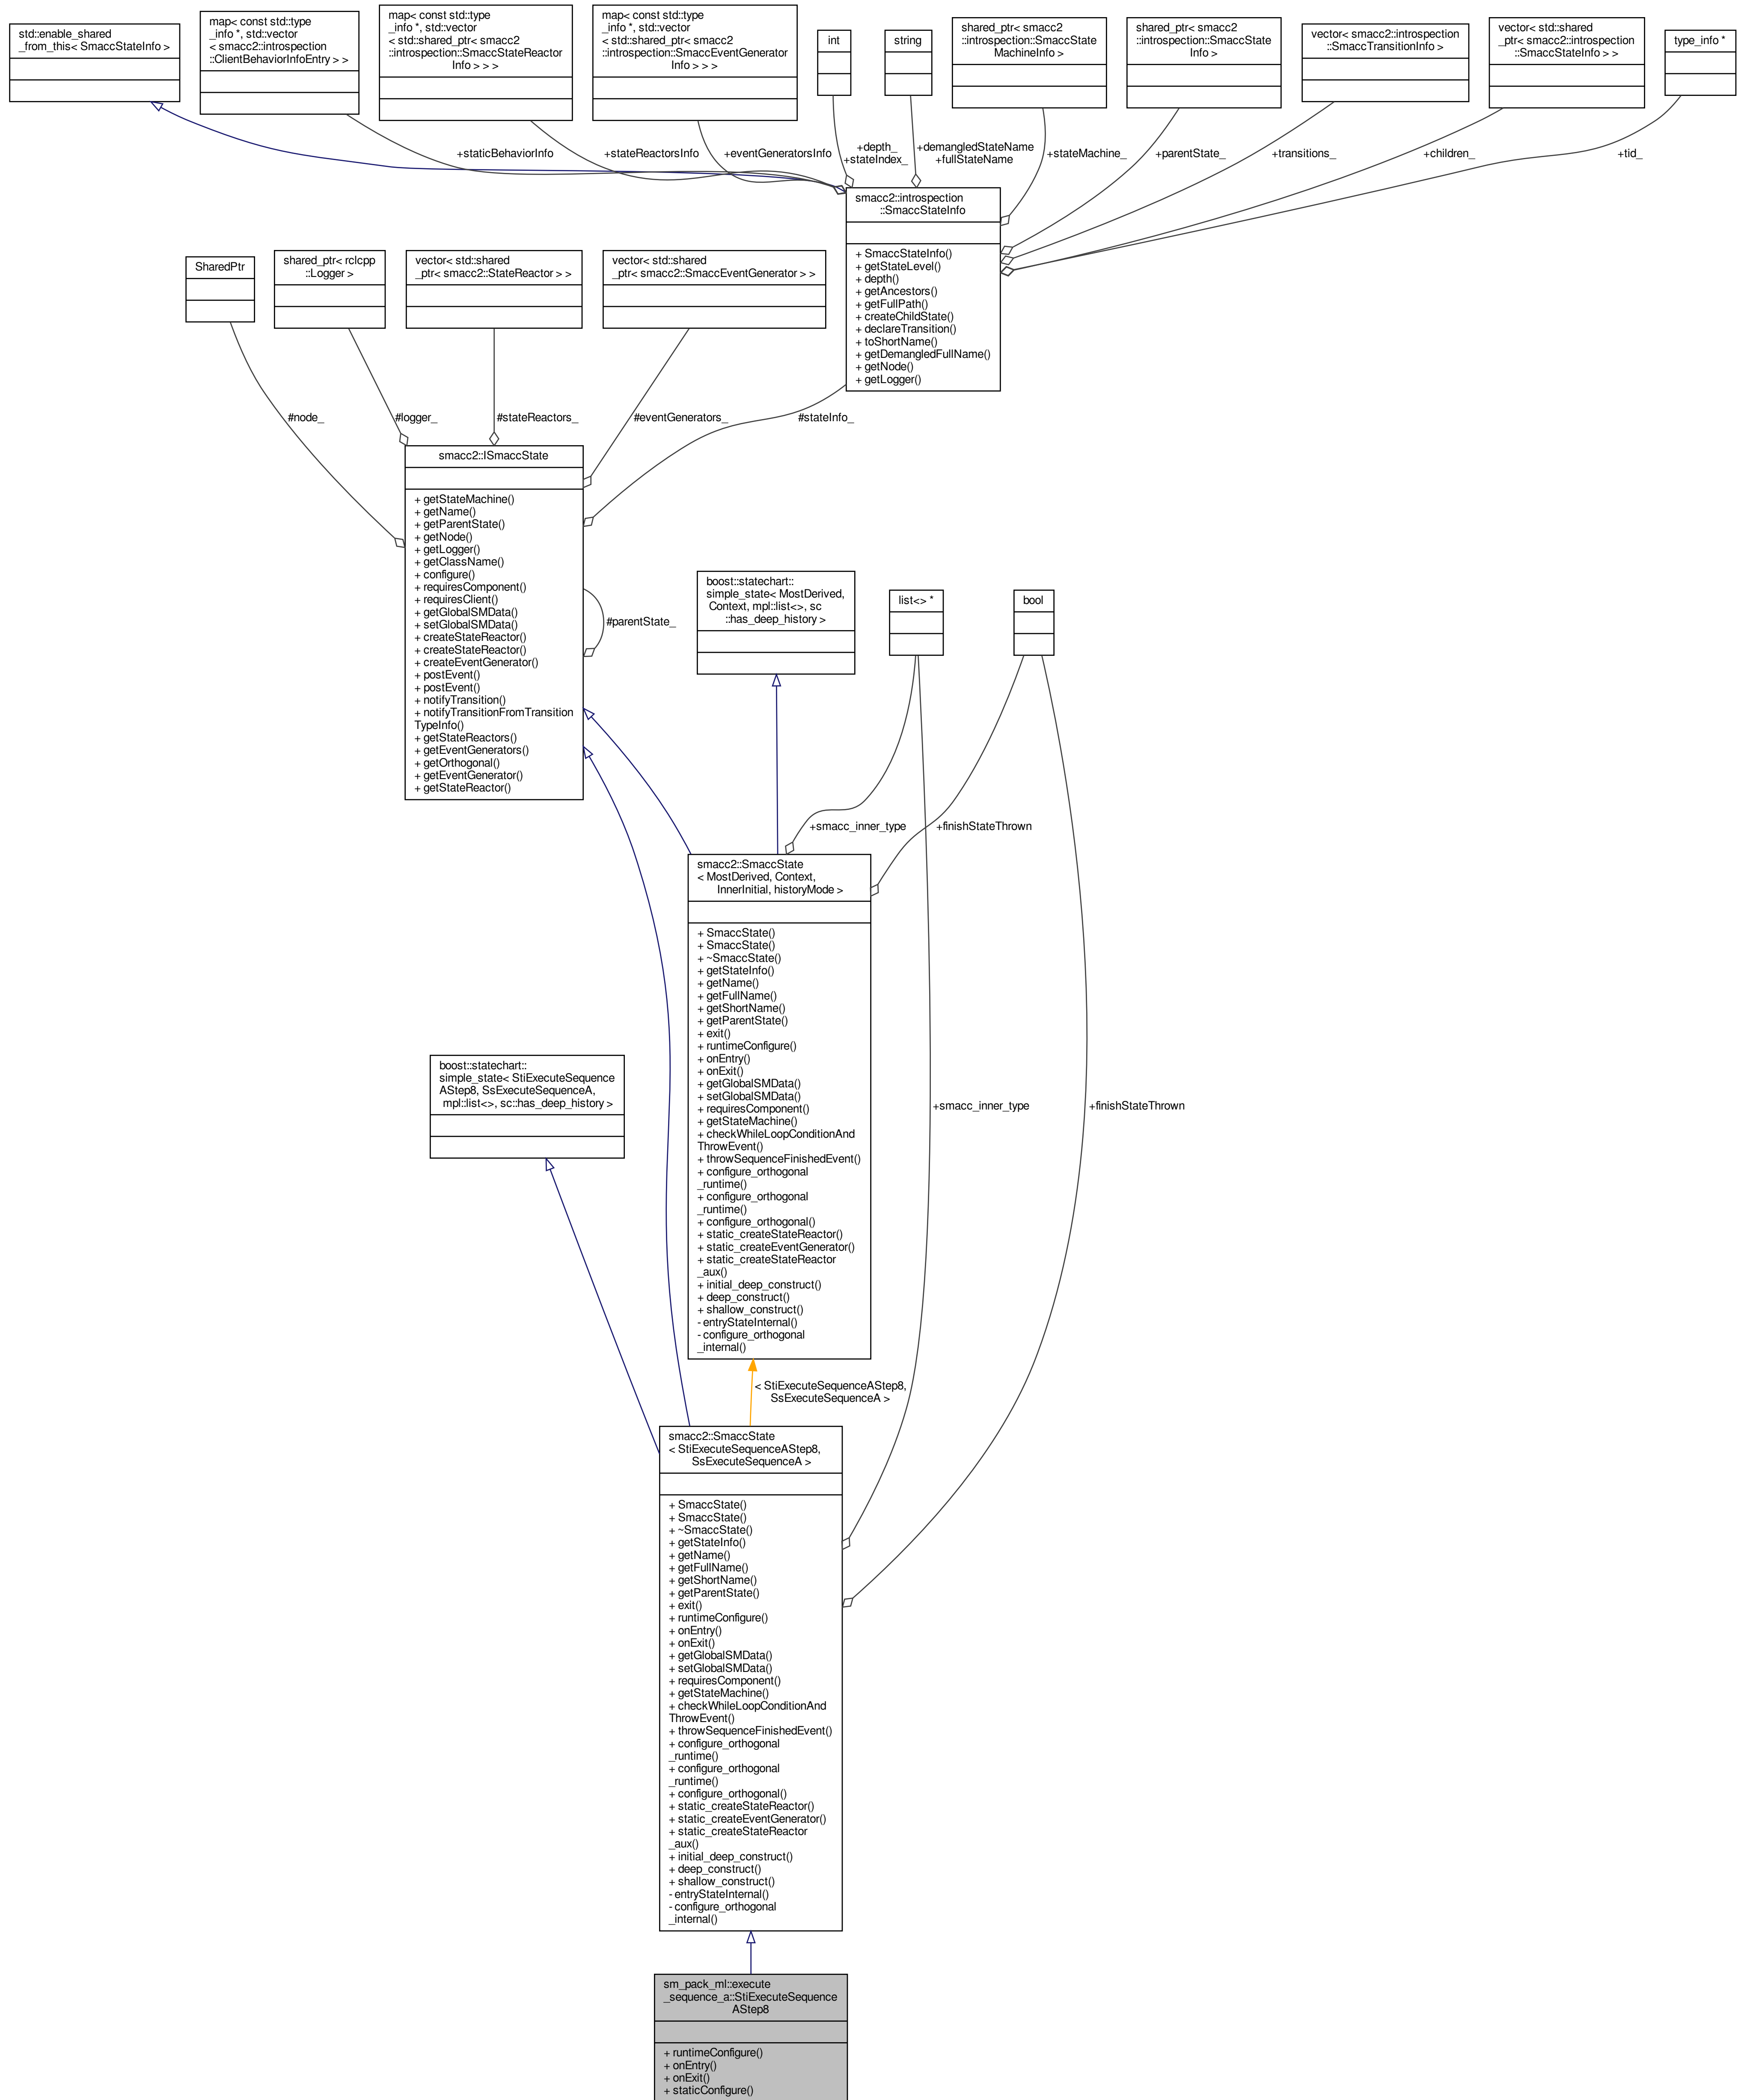 std::enable_shared
_from_this< SmaccStateInfo >
map< const std::type
_info *, std::vector
< smacc2::introspection
::ClientBehaviorInfoEntry > >
map< const std::type
_info *, std::vector
< std::shared_ptr< smacc2
::introspection::SmaccStateReactor
Info > > >
map< const std::type
_info *, std::vector
< std::shared_ptr< smacc2
::introspection::SmaccEventGenerator
Info > > >
int
string
shared_ptr< smacc2
::introspection::SmaccState
MachineInfo >
shared_ptr< smacc2
::introspection::SmaccState
Info >
vector< smacc2::introspection
::SmaccTransitionInfo >
vector< std::shared
_ptr< smacc2::introspection
::SmaccStateInfo > >
type_info *
+staticBehaviorInfo
+stateReactorsInfo
+eventGeneratorsInfo
+depth_
+stateIndex_
+demangledStateName
+fullStateName
+stateMachine_
+parentState_
+transitions_
+children_
+tid_
smacc2::introspection
::SmaccStateInfo
+ SmaccStateInfo()
+ getStateLevel()
+ depth()
+ getAncestors()
+ getFullPath()
+ createChildState()
+ declareTransition()
+ toShortName()
+ getDemangledFullName()
+ getNode()
+ getLogger()
SharedPtr
shared_ptr< rclcpp
::Logger >
vector< std::shared
_ptr< smacc2::StateReactor > >
vector< std::shared
_ptr< smacc2::SmaccEventGenerator > >
#node_
#logger_
#stateReactors_
#eventGenerators_
#stateInfo_
smacc2::ISmaccState
+ getStateMachine()
+ getName()
+ getParentState()
+ getNode()
+ getLogger()
+ getClassName()
+ configure()
+ requiresComponent()
+ requiresClient()
+ getGlobalSMData()
+ setGlobalSMData()
+ createStateReactor()
+ createStateReactor()
+ createEventGenerator()
+ postEvent()
+ postEvent()
+ notifyTransition()
+ notifyTransitionFromTransition
TypeInfo()
+ getStateReactors()
+ getEventGenerators()
+ getOrthogonal()
+ getEventGenerator()
+ getStateReactor()
#parentState_
boost::statechart::
simple_state< MostDerived,
Context, mpl::list<>, sc
::has_deep_history >
list<> *
bool
+smacc_inner_type
+finishStateThrown
smacc2::SmaccState
< MostDerived, Context,
InnerInitial, historyMode >
+ SmaccState()
+ SmaccState()
+ ~SmaccState()
+ getStateInfo()
+ getName()
+ getFullName()
+ getShortName()
+ getParentState()
+ exit()
+ runtimeConfigure()
+ onEntry()
+ onExit()
+ getGlobalSMData()
+ setGlobalSMData()
+ requiresComponent()
+ getStateMachine()
+ checkWhileLoopConditionAnd
ThrowEvent()
+ throwSequenceFinishedEvent()
+ configure_orthogonal
_runtime()
+ configure_orthogonal
_runtime()
+ configure_orthogonal()
+ static_createStateReactor()
+ static_createEventGenerator()
+ static_createStateReactor
_aux()
+ initial_deep_construct()
+ deep_construct()
+ shallow_construct()
- entryStateInternal()
- configure_orthogonal
_internal()
boost::statechart::
simple_state< StiExecuteSequence
AStep8, SsExecuteSequenceA,
mpl::list<>, sc::has_deep_history >
+smacc_inner_type
+finishStateThrown
< StiExecuteSequenceAStep8,
SsExecuteSequenceA >
smacc2::SmaccState
< StiExecuteSequenceAStep8,
SsExecuteSequenceA >
+ SmaccState()
+ SmaccState()
+ ~SmaccState()
+ getStateInfo()
+ getName()
+ getFullName()
+ getShortName()
+ getParentState()
+ exit()
+ runtimeConfigure()
+ onEntry()
+ onExit()
+ getGlobalSMData()
+ setGlobalSMData()
+ requiresComponent()
+ getStateMachine()
+ checkWhileLoopConditionAnd
ThrowEvent()
+ throwSequenceFinishedEvent()
+ configure_orthogonal
_runtime()
+ configure_orthogonal
_runtime()
+ configure_orthogonal()
+ static_createStateReactor()
+ static_createEventGenerator()
+ static_createStateReactor
_aux()
+ initial_deep_construct()
+ deep_construct()
+ shallow_construct()
- entryStateInternal()
- configure_orthogonal
_internal()
sm_pack_ml::execute
_sequence_a::StiExecuteSequence
AStep8
+ runtimeConfigure()
+ onEntry()
+ onExit()
+ staticConfigure()